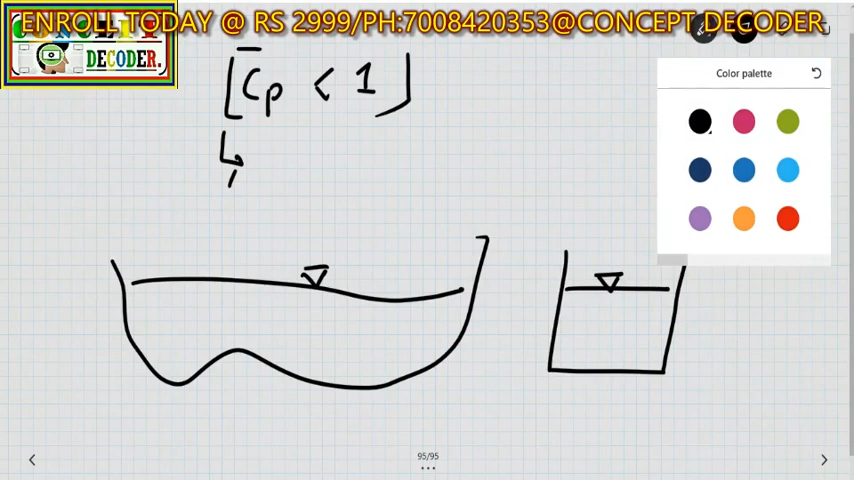 ENROLL TODAY @ RS 2999/PH:7008420353@CONCEPT DECODER
DECODER.
[Cp < 1]
Color palette
95/95